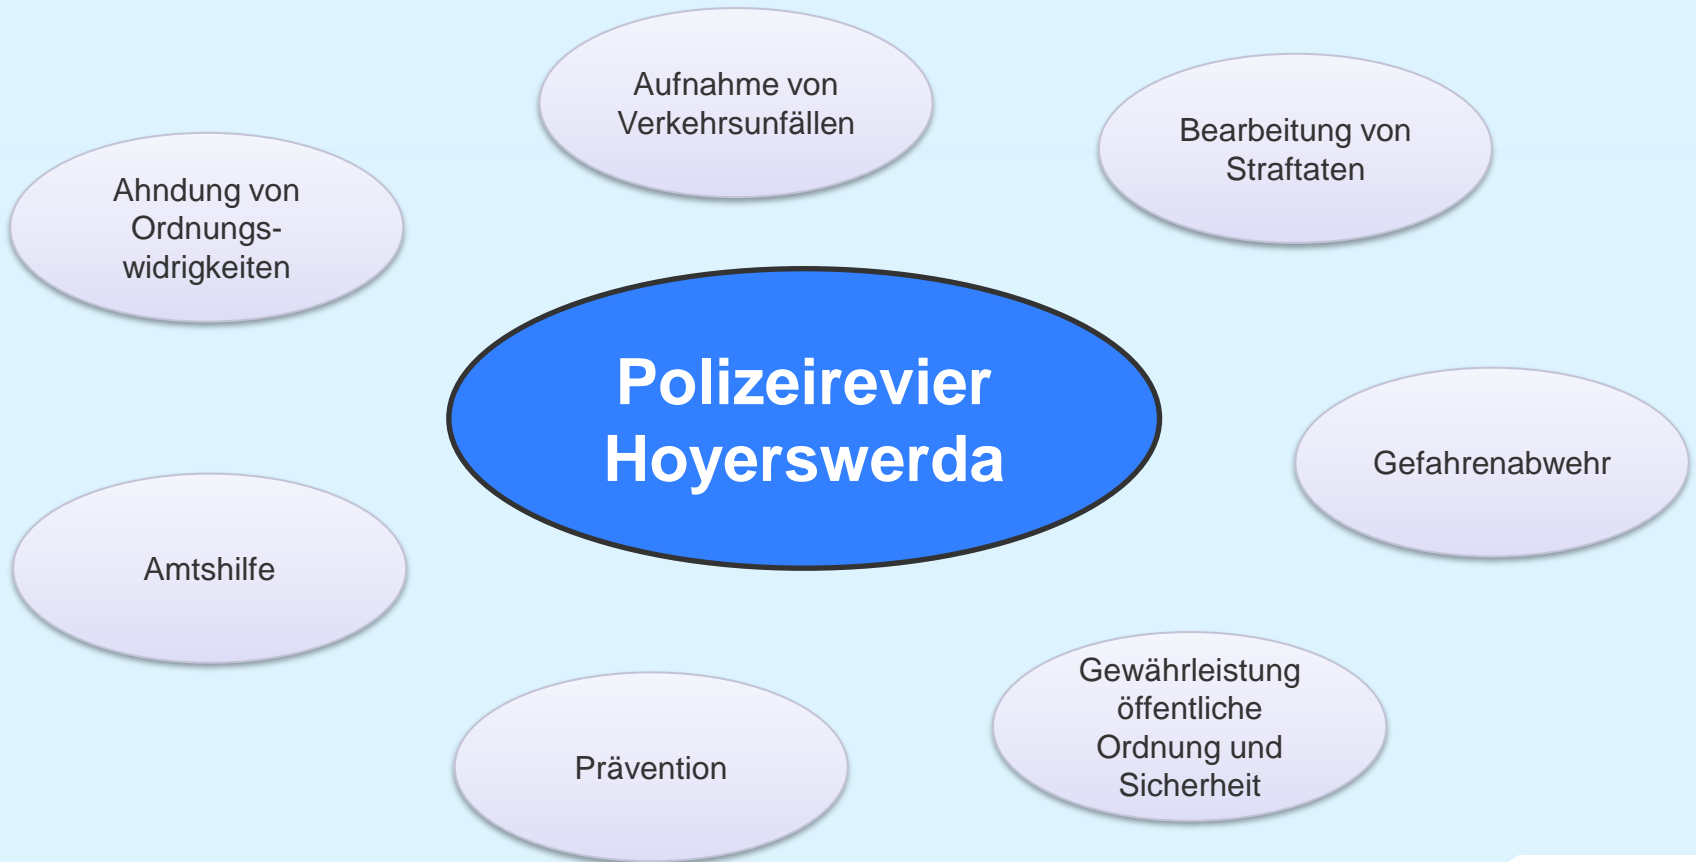 Aufnahme von
Verkehrsunfällen
Bearbeitung von
Straftaten
Ahndung von
Ordnungs-
widrigkeiten
Polizeirevier
Hoyerswerda
Gefahrenabwehr
Amtshilfe
Gewährleistung
öffentliche
Ordnung und
Sicherheit
Prävention